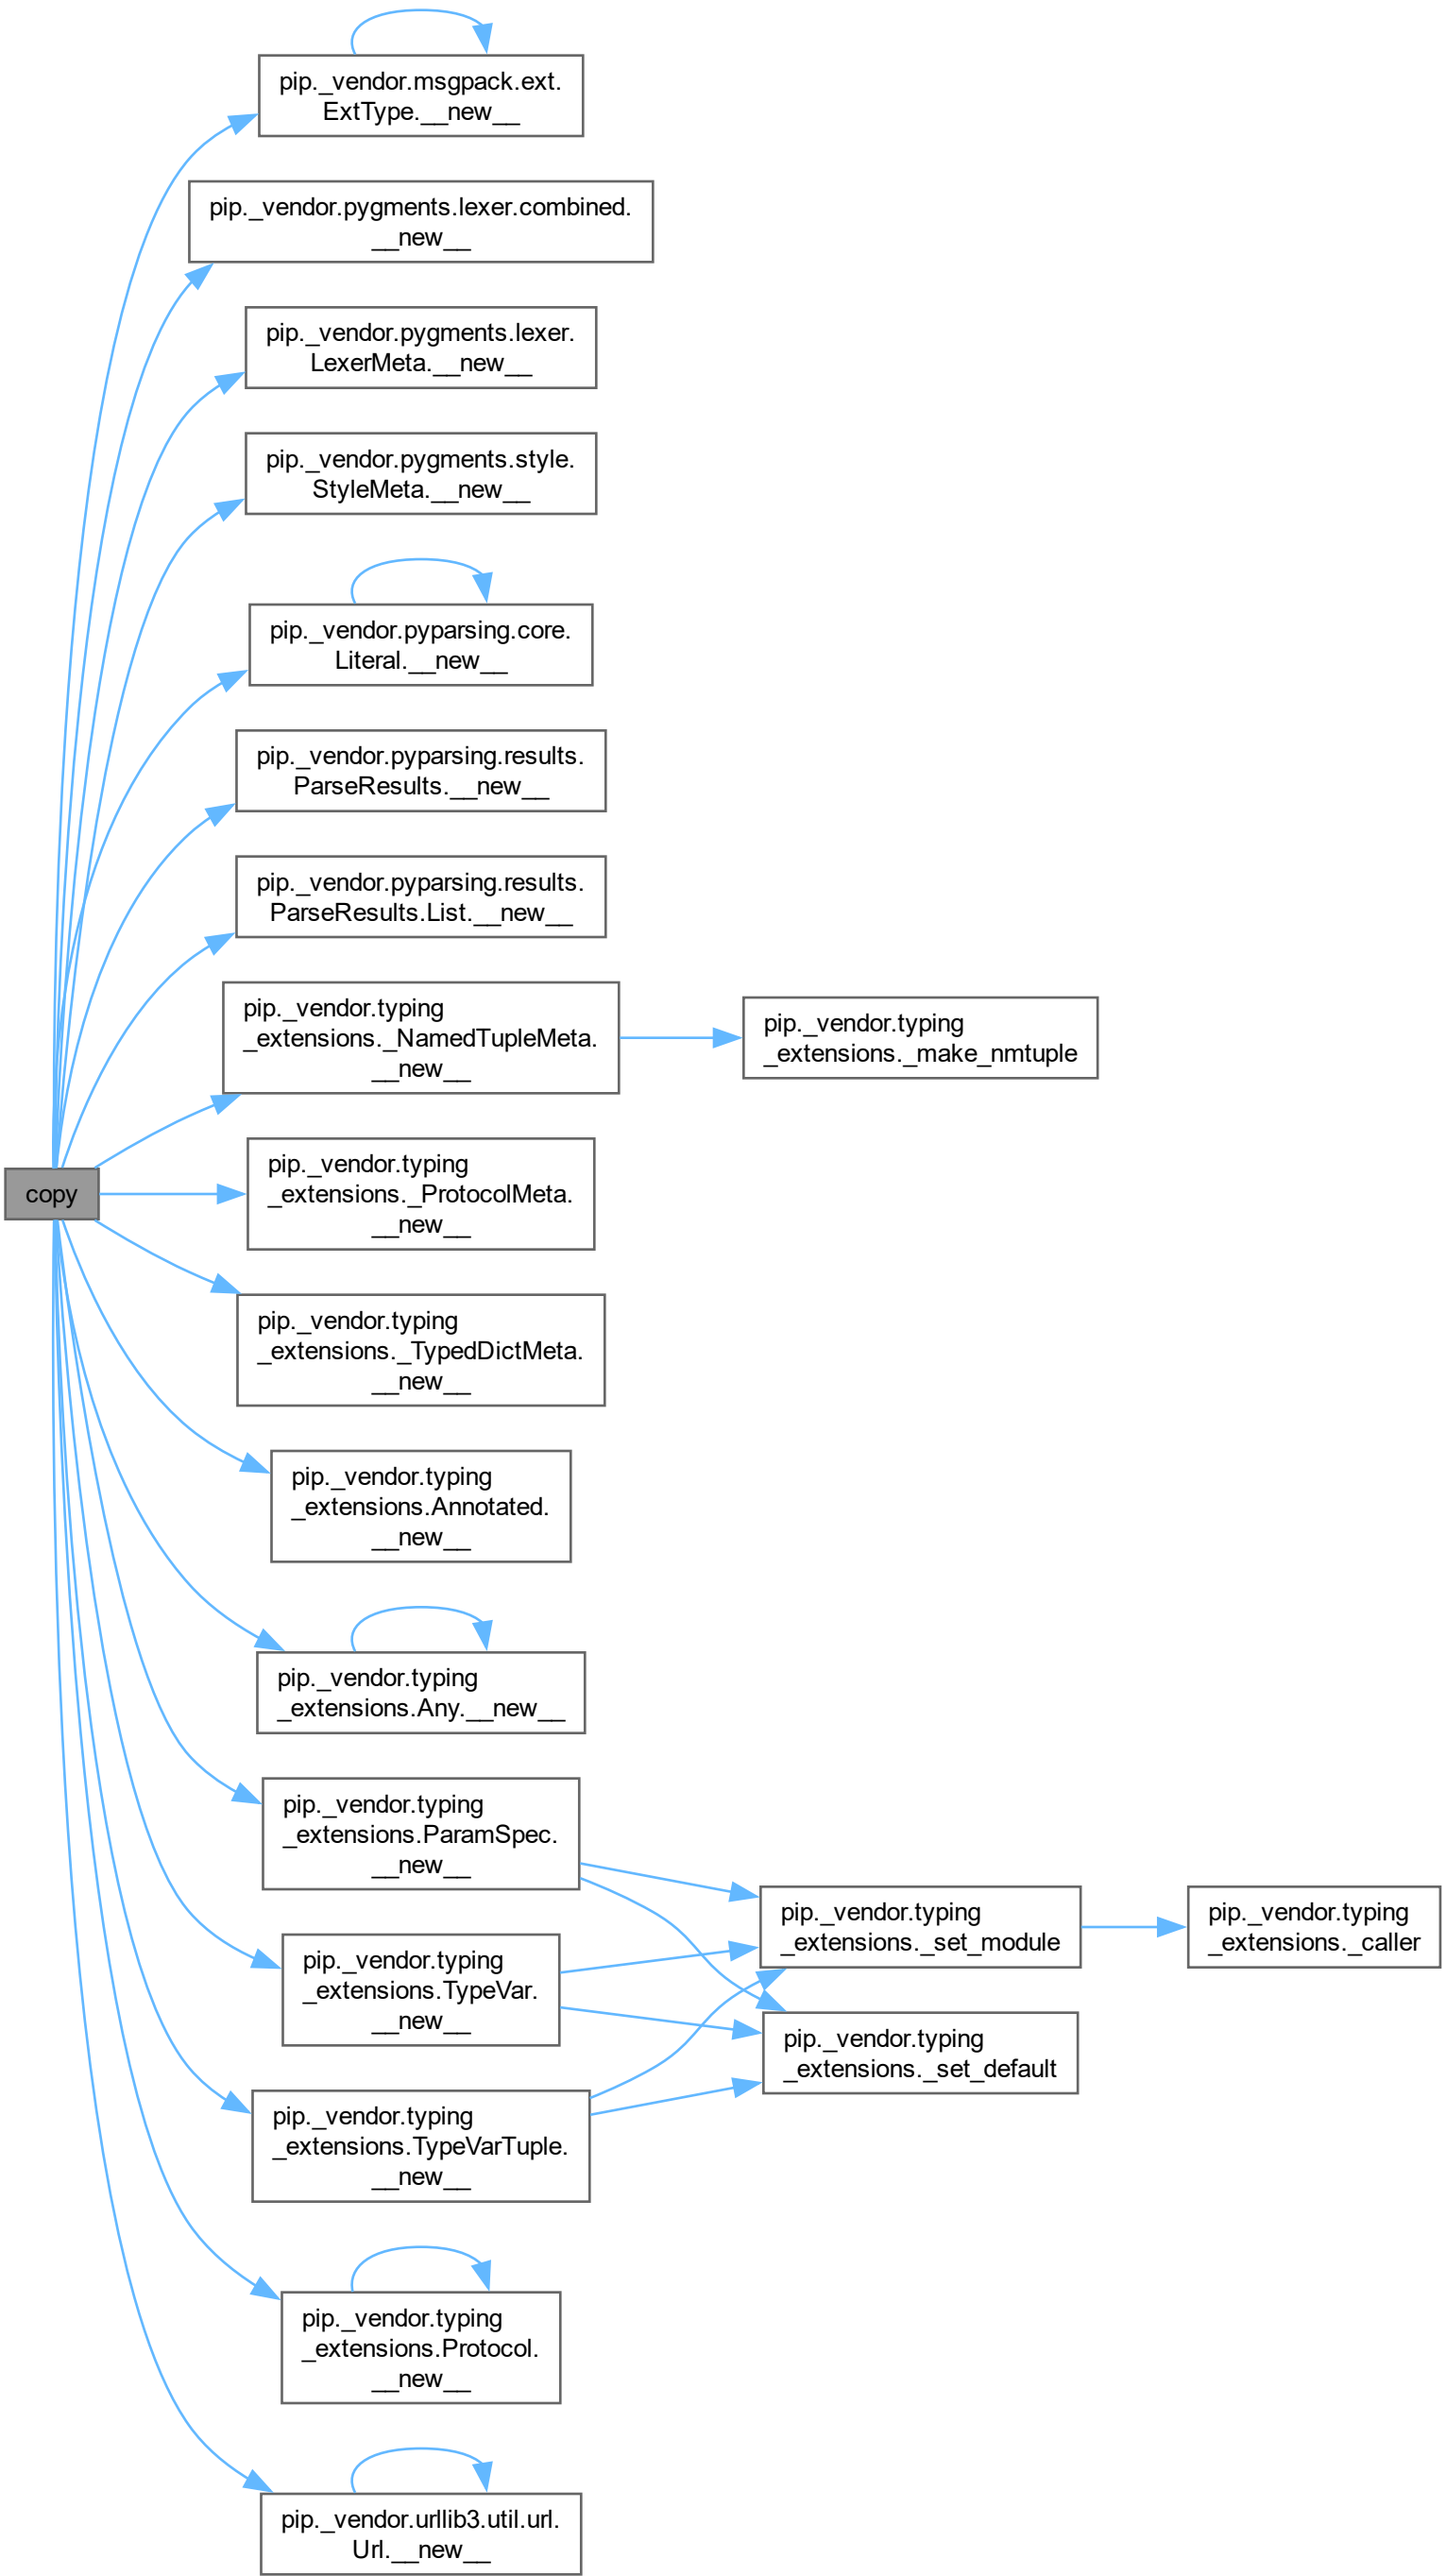 pip._vendor.msgpack.ext.
ExtType.__new__
pip._vendor.pygments.lexer.combined.
__new__
pip._vendor.pygments.lexer.
LexerMeta.__new__
pip._vendor.pygments.style.
StyleMeta.__new__
pip._vendor.pyparsing.core.
Literal.__new__
pip._vendor.pyparsing.results.
ParseResults.__new__
pip._vendor.pyparsing.results.
ParseResults.List.__new__
pip._vendor.typing
_extensions._NamedTupleMeta.
__new__
pip._vendor.typing
_extensions._make_nmtuple
copy
pip._vendor.typing
_extensions._ProtocolMeta.
__new__
pip._vendor.typing
_extensions._TypedDictMeta.
__new__
pip._vendor.typing
_extensions.Annotated.
__new__
pip._vendor.typing
_extensions.Any.__new__
pip._vendor.typing
_extensions.ParamSpec.
__new__
pip._vendor.typing
_extensions._set_module
pip._vendor.typing
_extensions._caller
pip._vendor.typing
_extensions.TypeVar.
__new__
pip._vendor.typing
_extensions._set_default
pip._vendor.typing
_extensions.TypeVarTuple.
__new__
pip._vendor.typing
_extensions.Protocol.
__new__
pip._vendor.urllib3.util.url.
Url.__new__